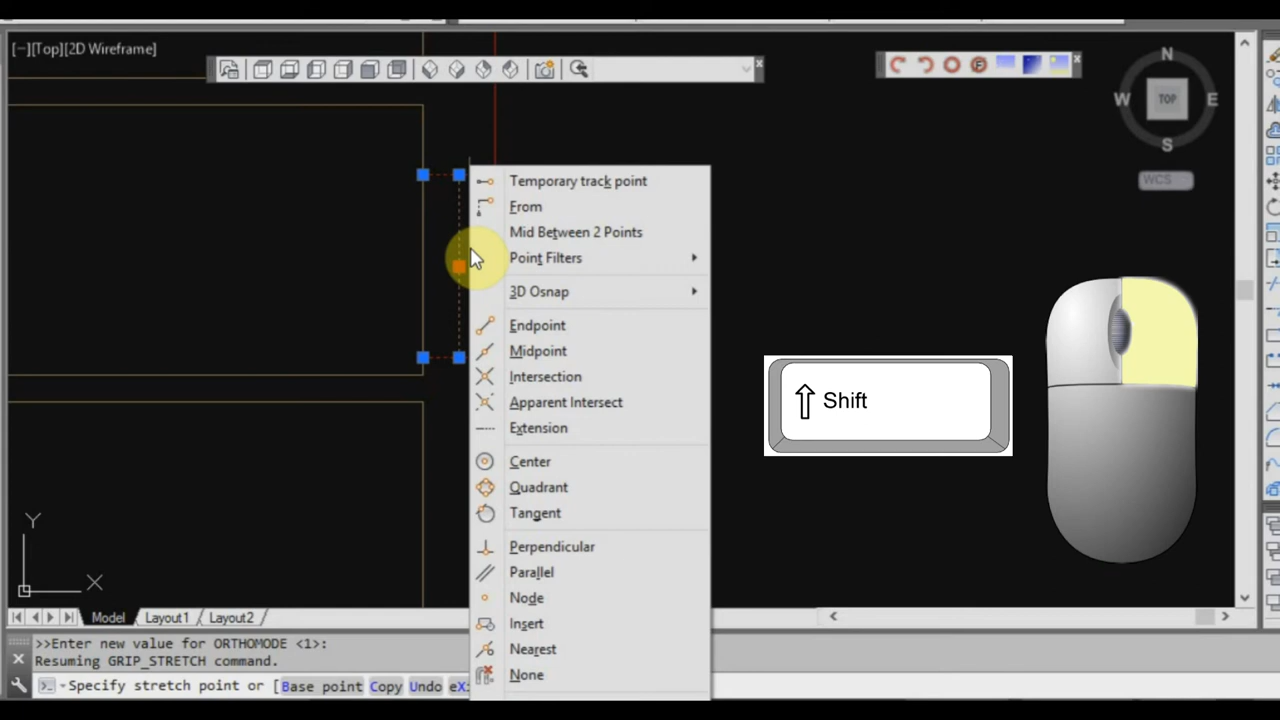 [−][Top][2D Wireframe]
N
W
TOP
E
S
WCS
Temporary track point
From
Mid Between 2 Points
Point Filters
3D Osnap
Endpoint
Midpoint
Intersection
Apparent Intersect
Extension
Center
Quadrant
Tangent
Perpendicular
Parallel
Node
Insert
Nearest
None
Shift
Y
X
Model Layout1 Layout2
>>Enter new value for ORTHOMODE <1>:
Resuming GRIP_STRETCH command.
Specify stretch point or [Base point Copy Undo eXi